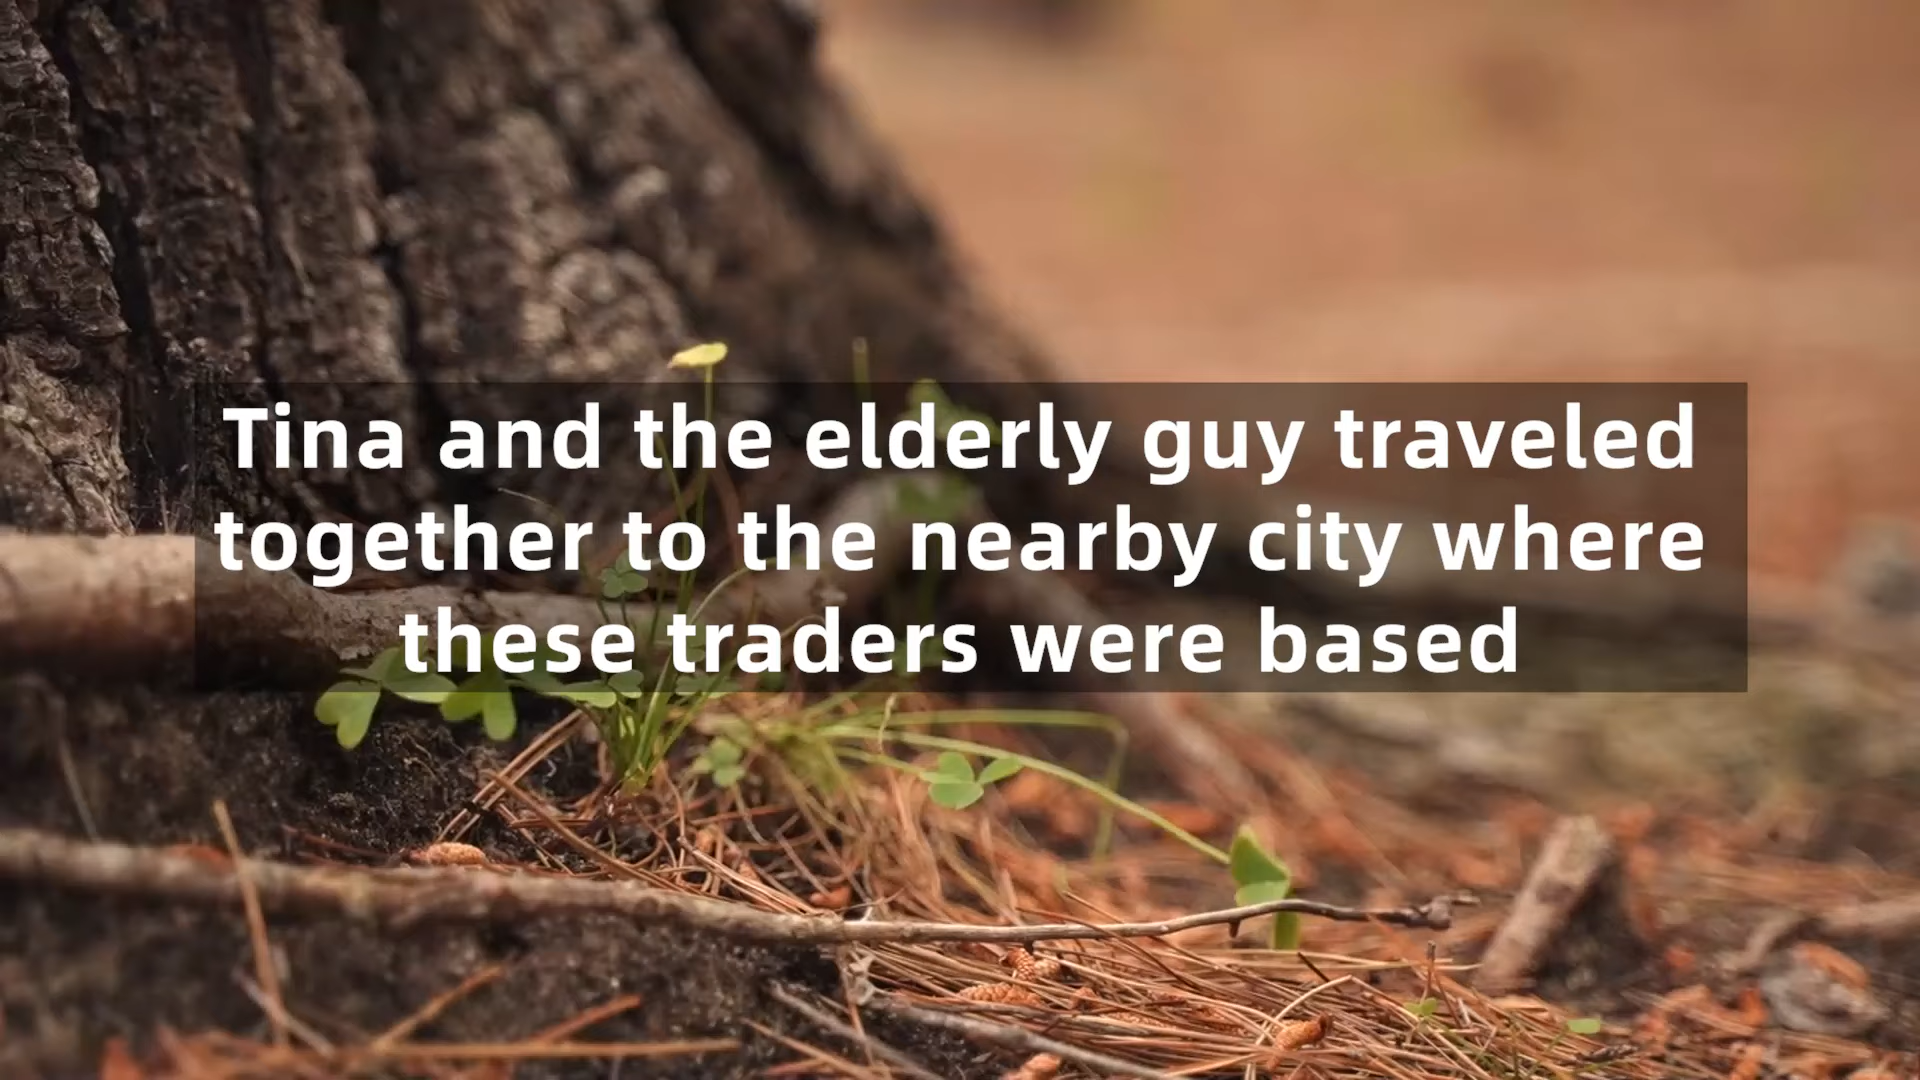 Tina and the elderly guy traveled
together to the nearby city where
these traders were based